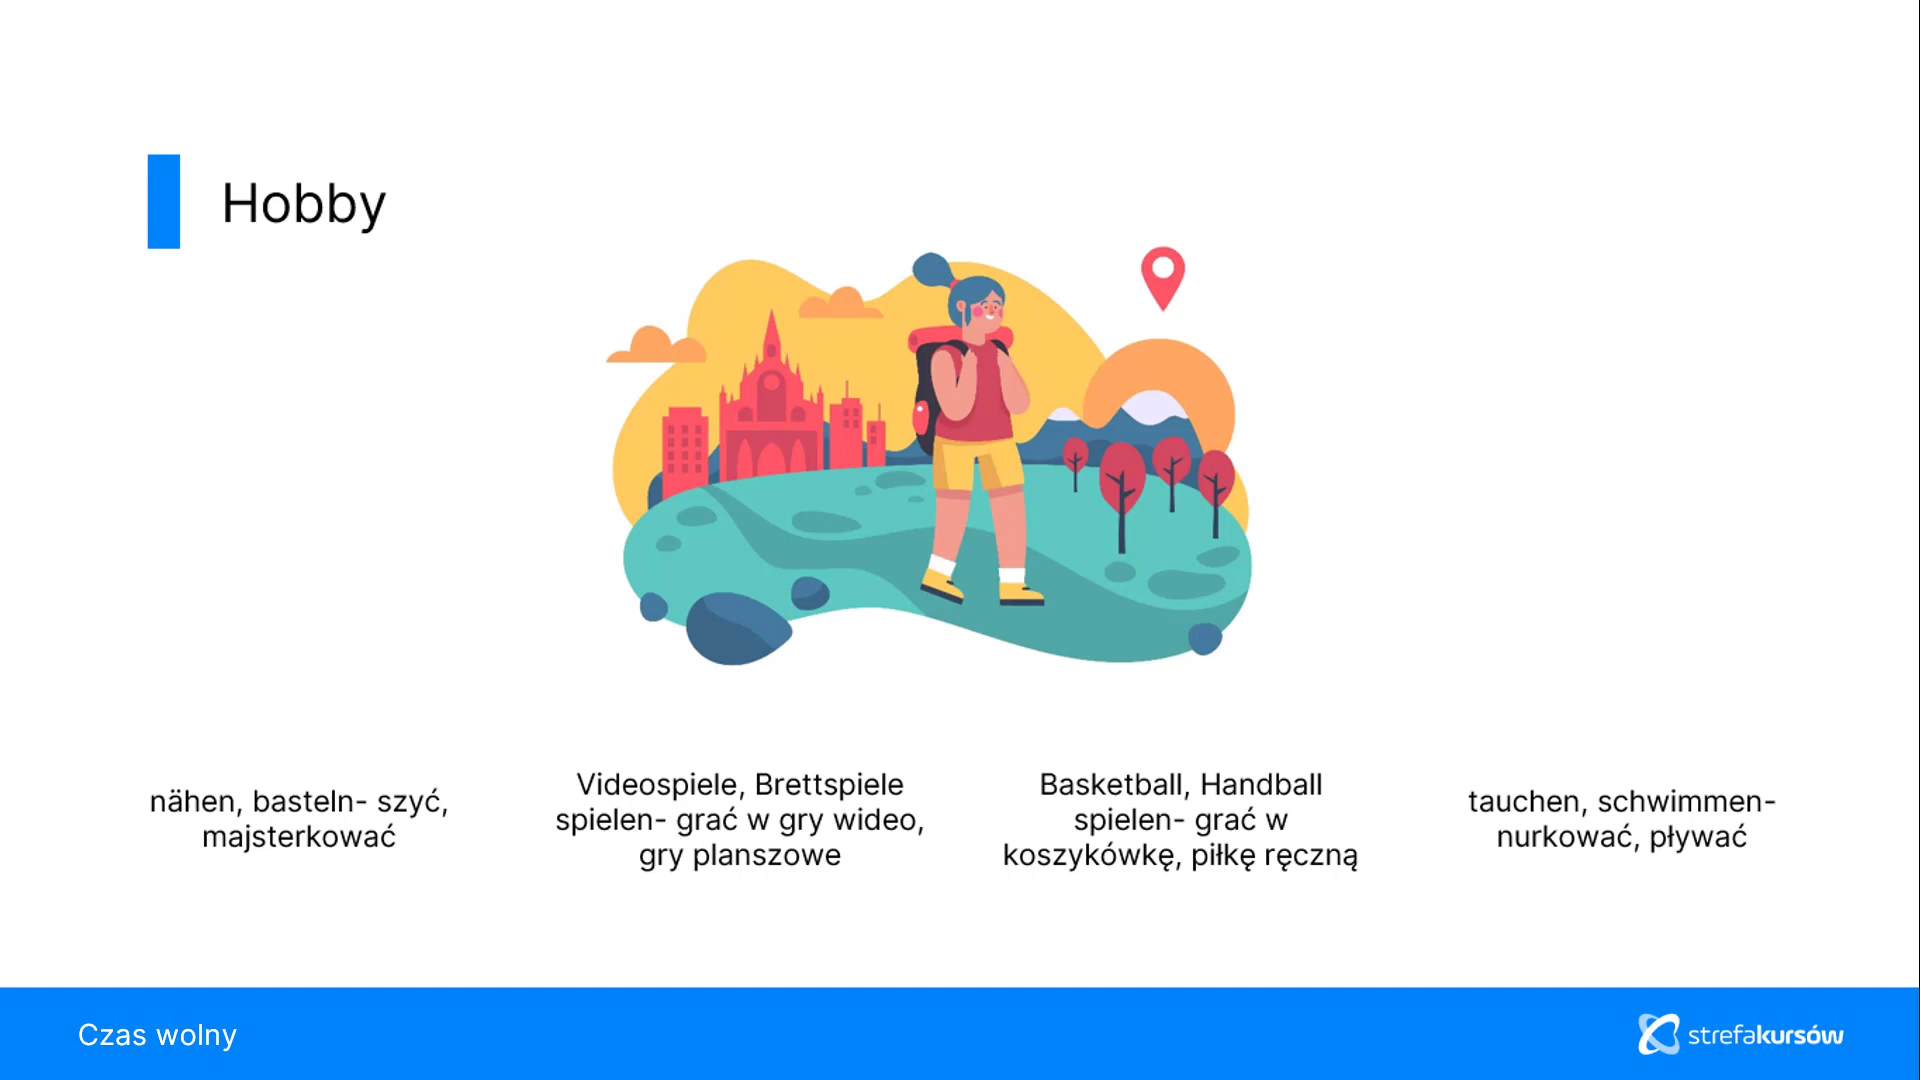 Hobby
nähen, basteln- szyć,
majsterkować
Videospiele, Brettspiele
spielen- grać w gry wideo,
gry planszowe
Basketball, Handball
spielen- grać w
koszykówkę, piłkę ręczną
tauchen, schwimmen-
nurkować, pływać
Czas wolny
strefakursów